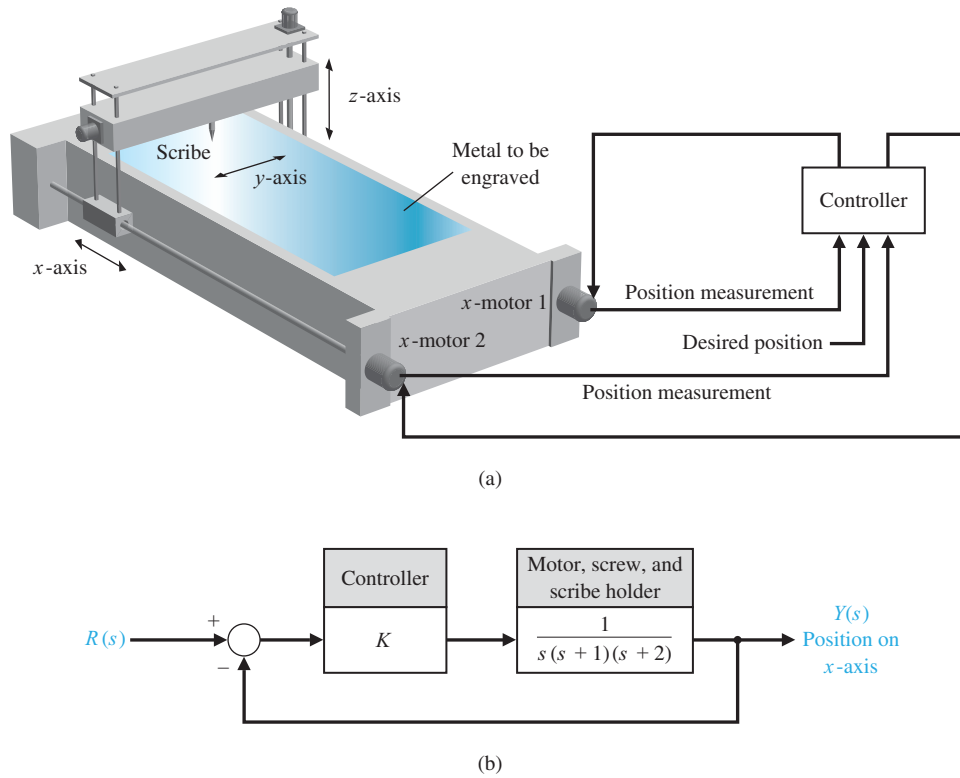 z-axis
Scribe
y-axis
Metal to be
engraved
Controller
x-axis
x-motor 1
Position measurement
x-motor 2
Desired position
Position measurement
(a)
Controller
Motor, screw, and
scribe holder
R(s)
+
−
K
1
s(s + 1)(s + 2)
Y(s)
Position on
x-axis
(b)